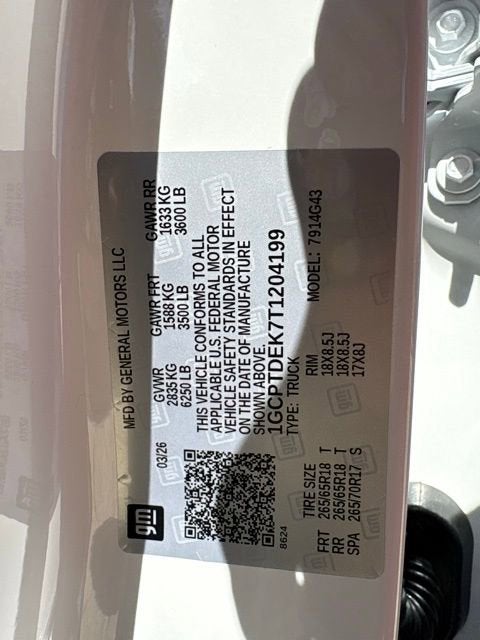 gm
MFD BY GENERAL MOTORS LLC
03/26 GVWR GAWR FRT GAWR RR
2835 KG 1588 KG 1633 KG
6250 LB 3500 LB 3600 LB
THIS VEHICLE CONFORMS TO ALL
APPLICABLE U.S. FEDERAL MOTOR
VEHICLE SAFETY STANDARDS IN EFFECT
ON THE DATE OF MANUFACTURE
SHOWN ABOVE.
1GCPTDEK7T1204199
8624 TYPE: TRUCK MODEL: 7914G43
TIRE SIZE RIM
FRT 265/65R18 T 18X8.5J
RR 265/65R18 T 18X8.5J
SPA 265/70R17 S 17X8J